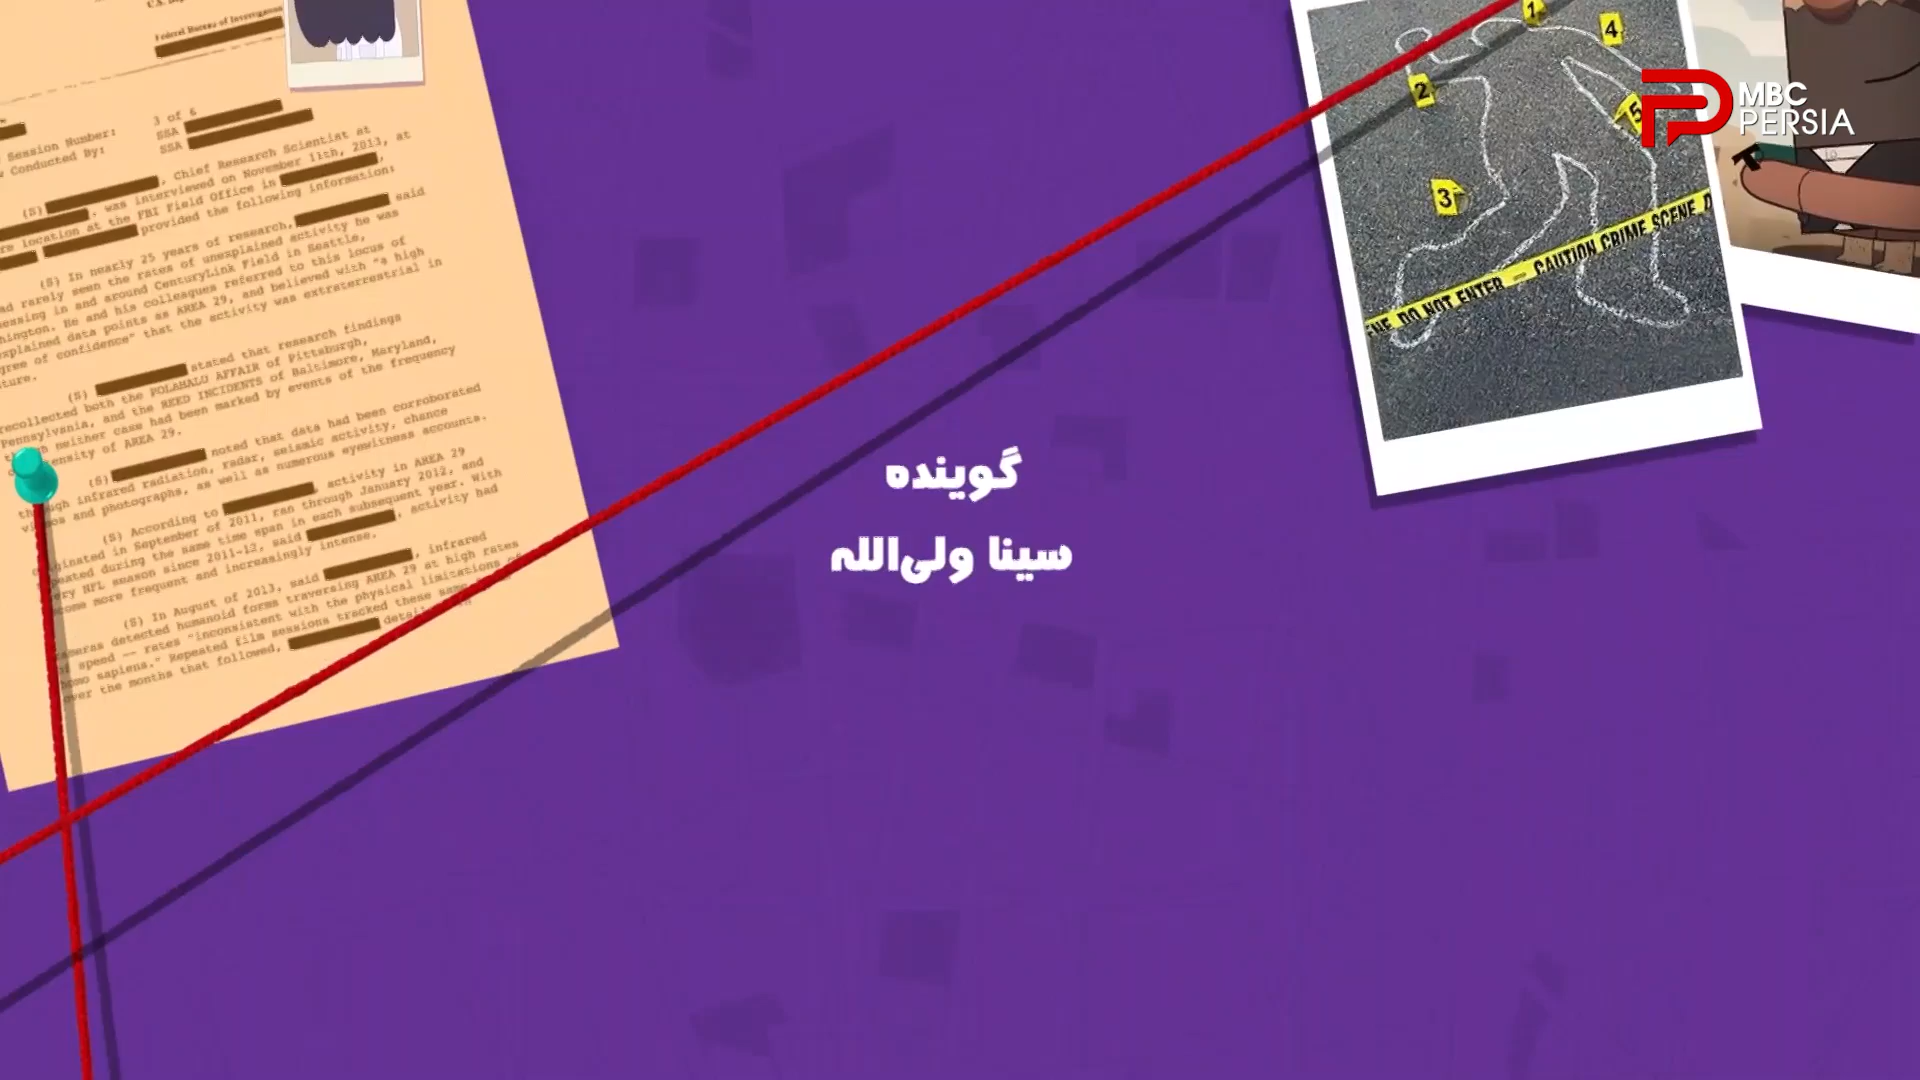 Federal Bureau of Investigation
3 of 6
Session Number:
SSA
Conducted By:
SSA
(S) , Chief Research Scientist at
, was interviewed on November 11th, 2013, at
location at the FBI Field Office in ,
provided the following information:
(S) In nearly 25 years of research, said
rarely seen the rates of unexplained activity he was
in and around CenturyLink Field in Seattle,
He and his colleagues referred to this locus of
data points as AREA 29, and believed with "a high
of confidence" that the activity was extraterrestrial in
(S) stated that research findings
recollected both the POLAHALU AFFAIR of Pittsburgh,
Pennsylvania, and the REED INCIDENTS of Baltimore, Maryland,
neither case had been marked by events of the frequency
of AREA 29.
(S) noted that data had been corroborated
infrared radiation, radar, seismic activity, chance
and photographs, as well as numerous eyewitness accounts.
(S) According to , activity in AREA 29
in September of 2011, ran through January 2012, and
during the same time span in each subsequent year. With
NFL season since 2011-12, said , activity had
more frequent and increasingly intense.
(S) In August of 2013, said , infrared
detected humanoid forms traversing AREA 29 at high rates
speed -- rates "inconsistent with the physical limitations of
homo sapiens." Repeated film sessions tracked these same
over the months that followed,
1
4
2
5
3
DO NOT ENTER — CAUTION CRIME SCENE
MBC
PERSIA
گوینده
سینا ولی‌الله